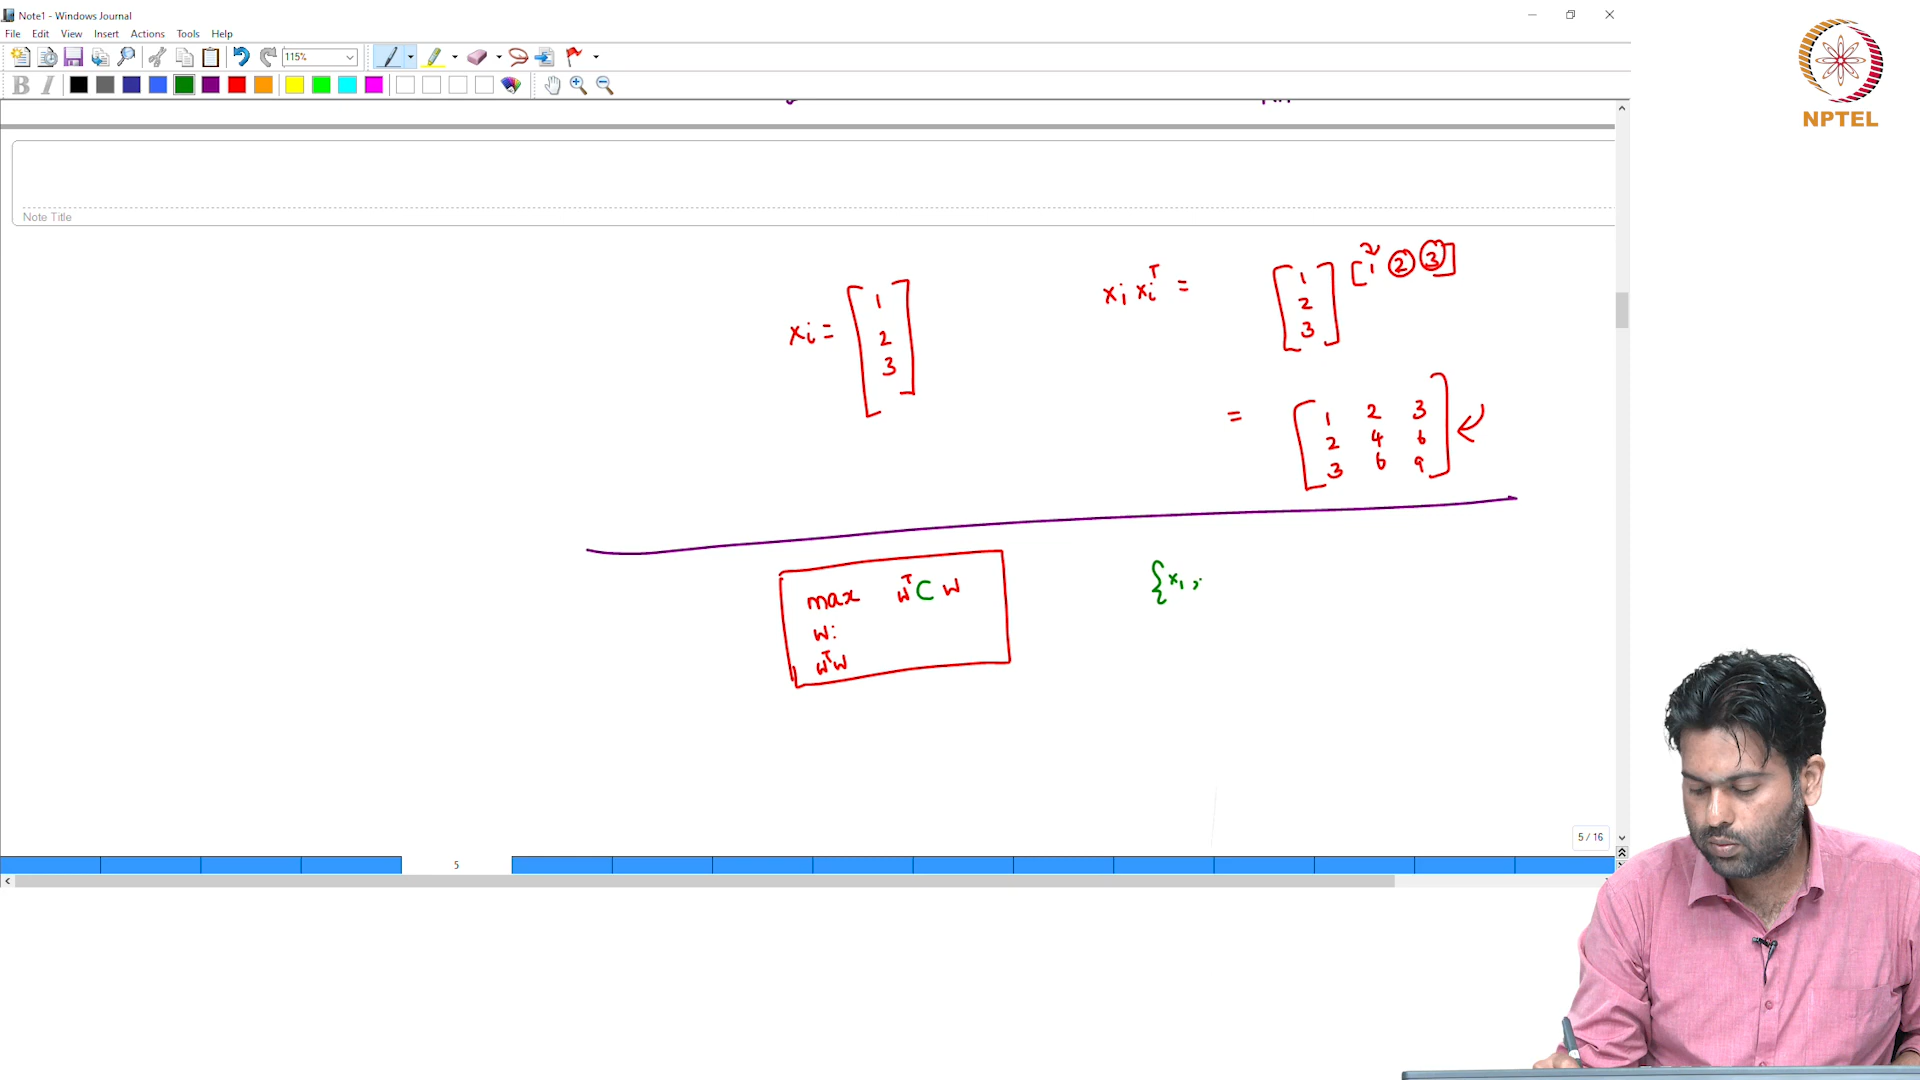 Note1 - Windows Journal
File Edit View Insert Actions Tools Help
115%
B I
NPTEL
Note Title
xi = [1 2 3]
xi xiᵀ = [1 2 3] [1 2 3]
= [1 2 3
2 4 6
3 6 9]
max wᵀ C w
w:
wᵀw
{x₁,
5 / 16
5